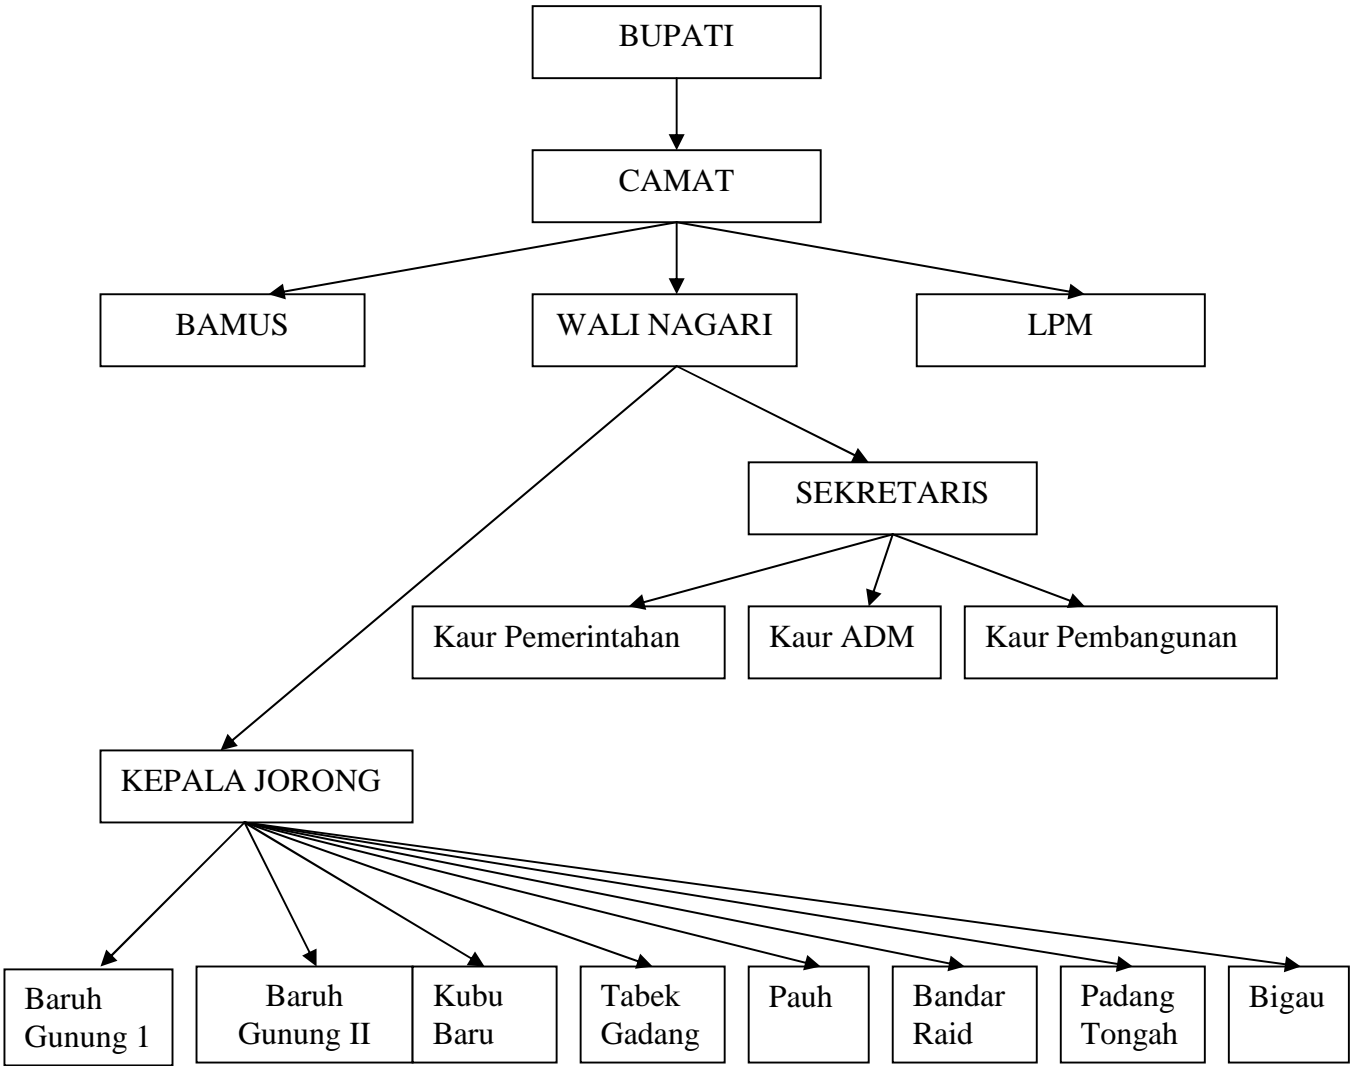 BUPATI
CAMAT
BAMUS
WALI NAGARI
LPM
SEKRETARIS
Kaur Pemerintahan
Kaur ADM
Kaur Pembangunan
KEPALA JORONG
Baruh
Gunung 1
Baruh
Gunung II
Kubu
Baru
Tabek
Gadang
Pauh
Bandar
Raid
Padang
Tongah
Bigau